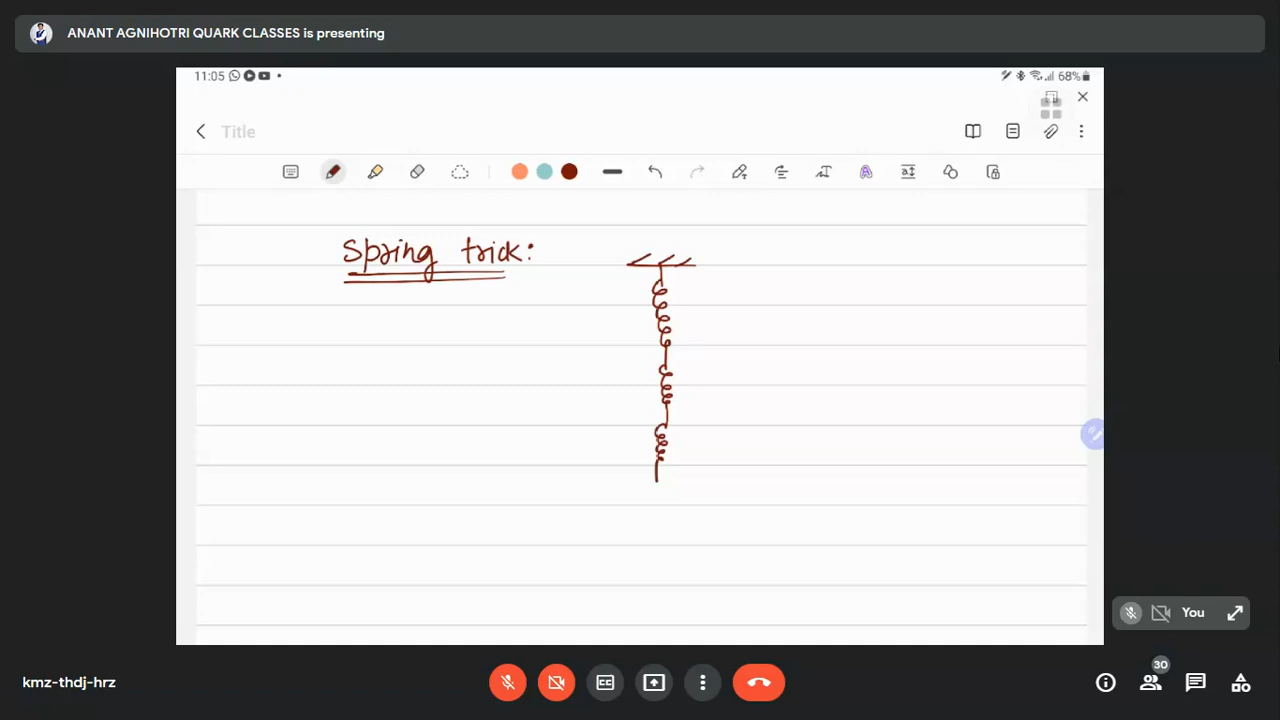 ANANT AGNIHOTRI QUARK CLASSES is presenting
11:05 68%
Title
Spring trick:
You
kmz-thdj-hrz
30